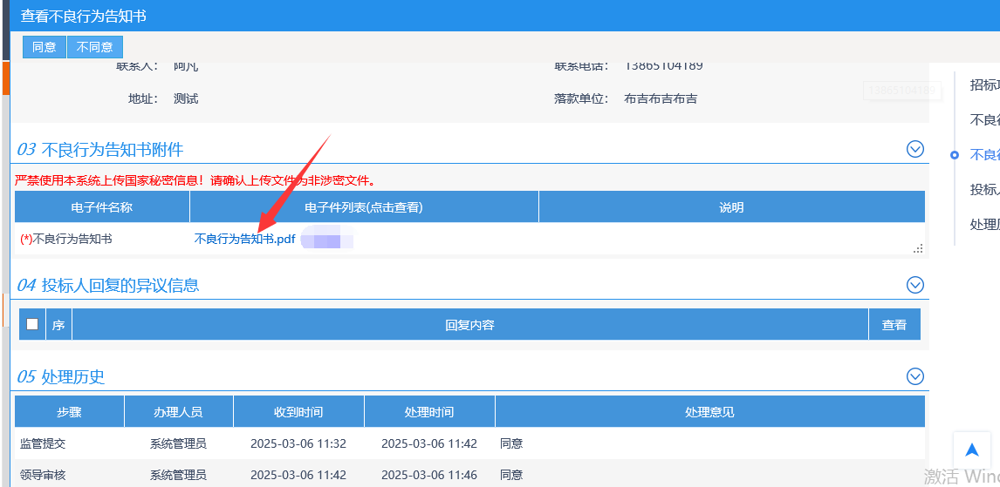 查看不良行为告知书
同意 不同意
联系人： 阿凡 联系电话： 13865104189
13865104189
地址： 测试 落款单位： 布吉布吉布吉
招标
不良行
不良行
投标人
处理历
03 不良行为告知书附件
严禁使用本系统上传国家秘密信息！请确认上传文件为非涉密文件。
电子件名称 电子件列表(点击查看) 说明
(*)不良行为告知书 不良行为告知书.pdf
04 投标人回复的异议信息
序 回复内容 查看
05 处理历史
步骤 办理人员 收到时间 处理时间 处理意见
监管提交 系统管理员 2025-03-06 11:32 2025-03-06 11:42 同意
领导审核 系统管理员 2025-03-06 11:42 2025-03-06 11:46 同意
激活 Wind